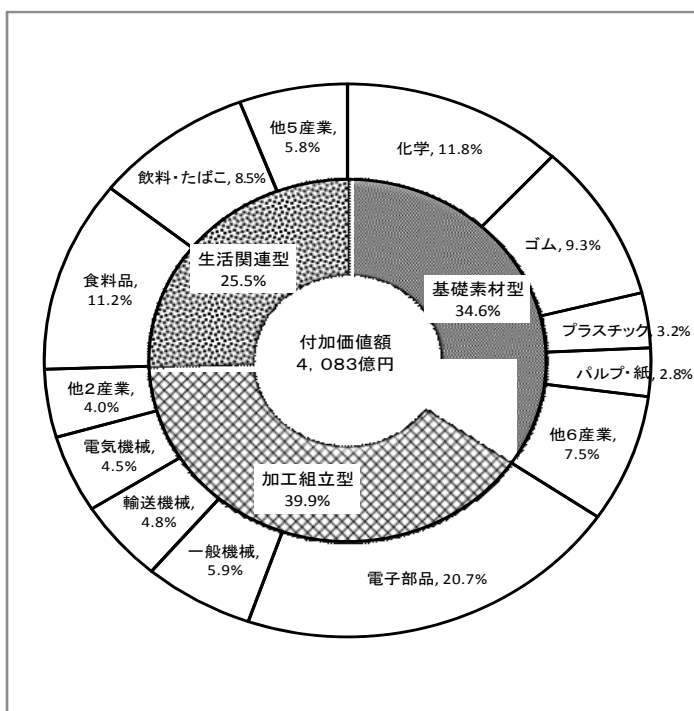 他5産業,
5.8%
化学, 11.8%
飲料・たばこ, 8.5%
ゴム, 9.3%
生活関連型
25.5%
食料品,
11.2%
基礎素材型
34.6%
プラスチック, 3.2%
付加価値額
4,083億円
パルプ・紙, 2.8%
他2産業,
4.0%
他6産業,
7.5%
電気機械,
4.5%
加工組立型
39.9%
輸送機械,
4.8%
一般機械,
5.9%
電子部品, 20.7%